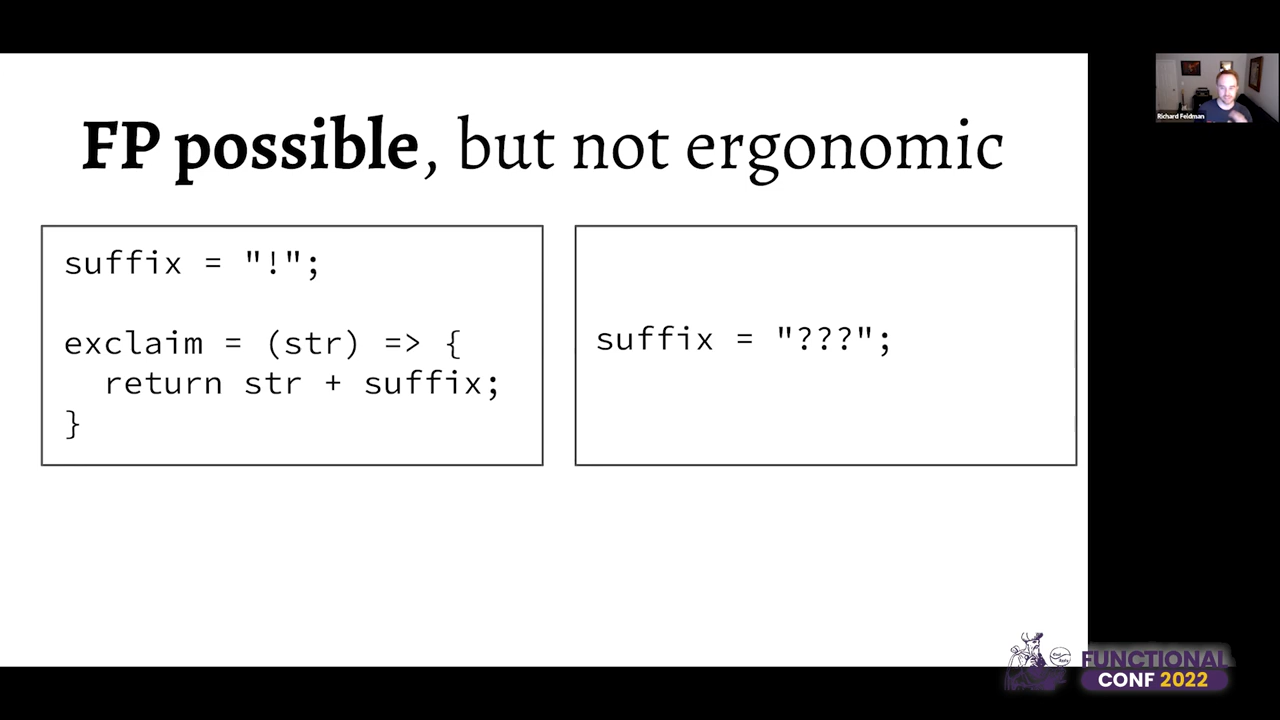 FP possible, but not ergonomic
suffix = "!";
exclaim = (str) => {
return str + suffix;
}
suffix = "???";
Richard Feldman
FUNCTIONAL
CONF 2022